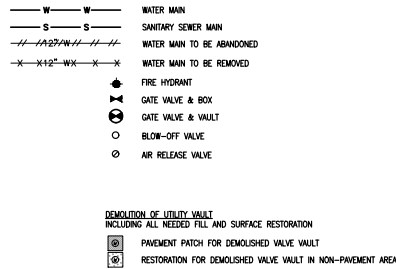 W W WATER MAIN
S S SANITARY SEWER MAIN
12" W WATER MAIN TO BE ABANDONED
X X12" WX X X WATER MAIN TO BE REMOVED
FIRE HYDRANT
GATE VALVE & BOX
GATE VALVE & VAULT
BLOW-OFF VALVE
AIR RELEASE VALVE
DEMOLITION OF UTILITY VAULT
INCLUDING ALL NEEDED FILL AND SURFACE RESTORATION
PAVEMENT PATCH FOR DEMOLISHED VALVE VAULT
RESTORATION FOR DEMOLISHED VALVE VAULT IN NON-PAVEMENT AREA